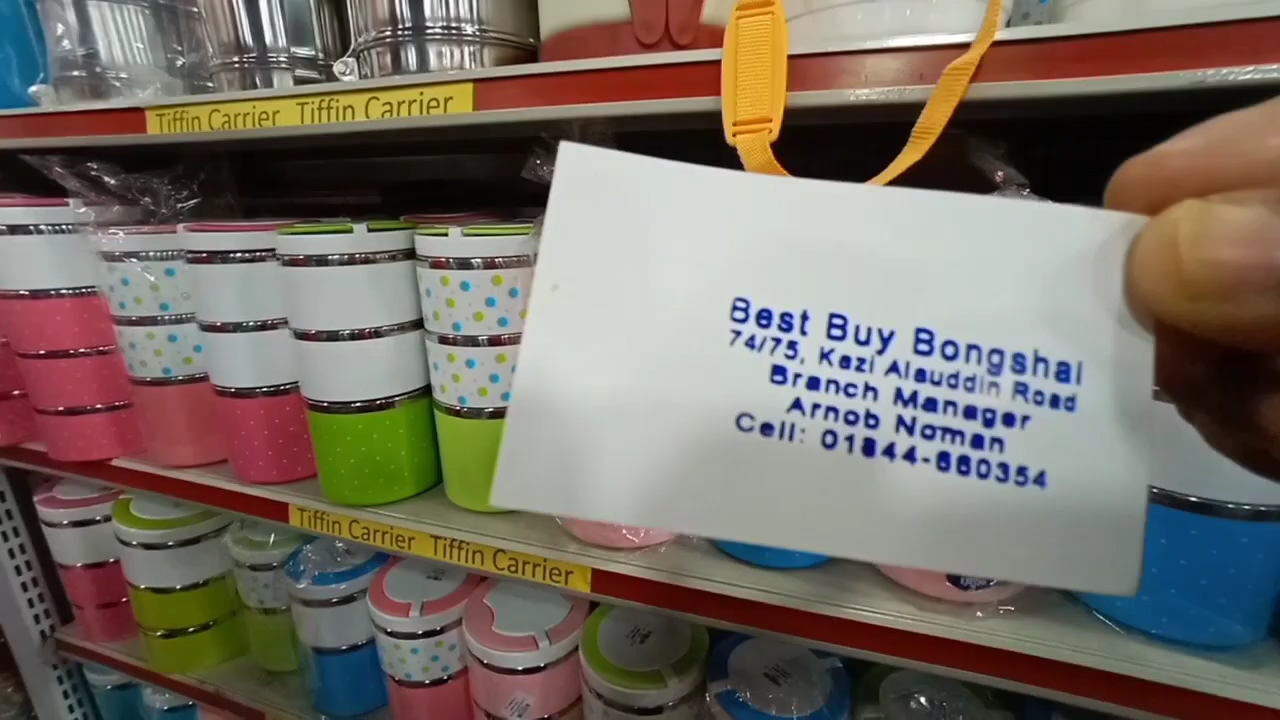 Tiffin Carrier Tiffin Carrier
Best Buy Bongshal
74/75, Kazi Alauddin Road
Branch Manager
Arnob Noman
Cell: 01844-660354
Tiffin Carrier Tiffin Carrier